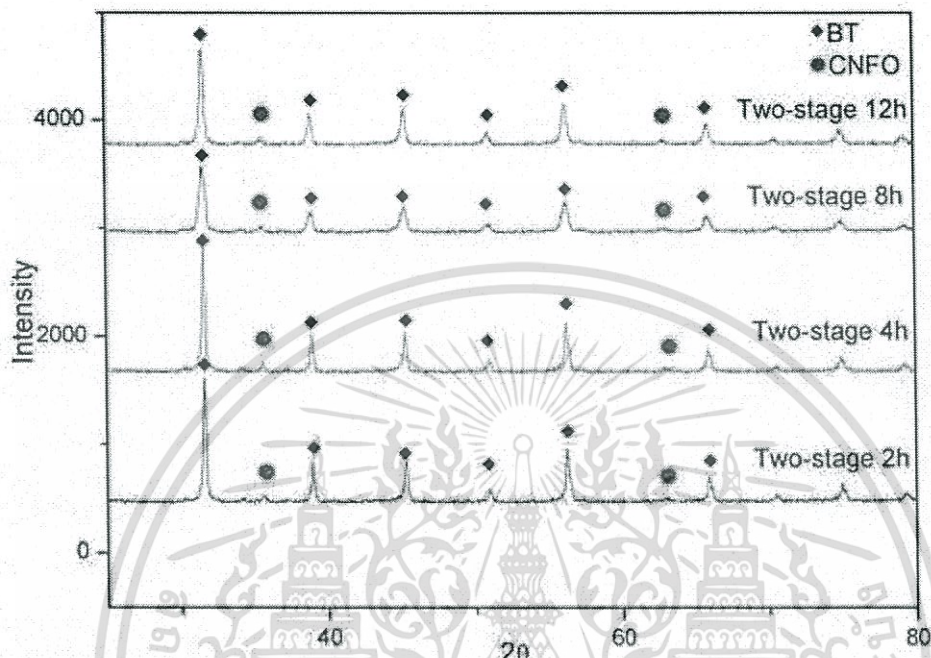 BT
CNFO
Two-stage 12h
4000
Two-stage 8h
Intensity
Two-stage 4h
2000
Two-stage 2h
0
40
60
80
2θ